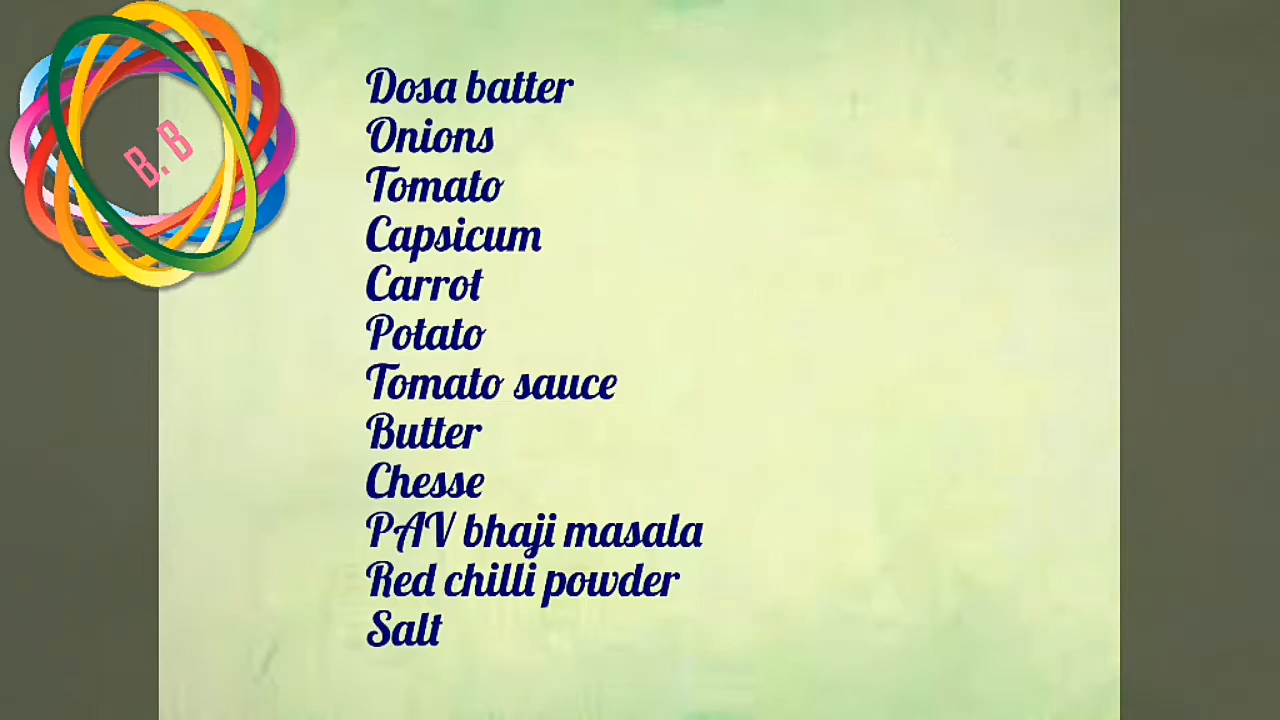 B. B
Dosa batter
Onions
Tomato
Capsicum
Carrot
Potato
Tomato sauce
Butter
Chesse
PAV bhaji masala
Red chilli powder
Salt